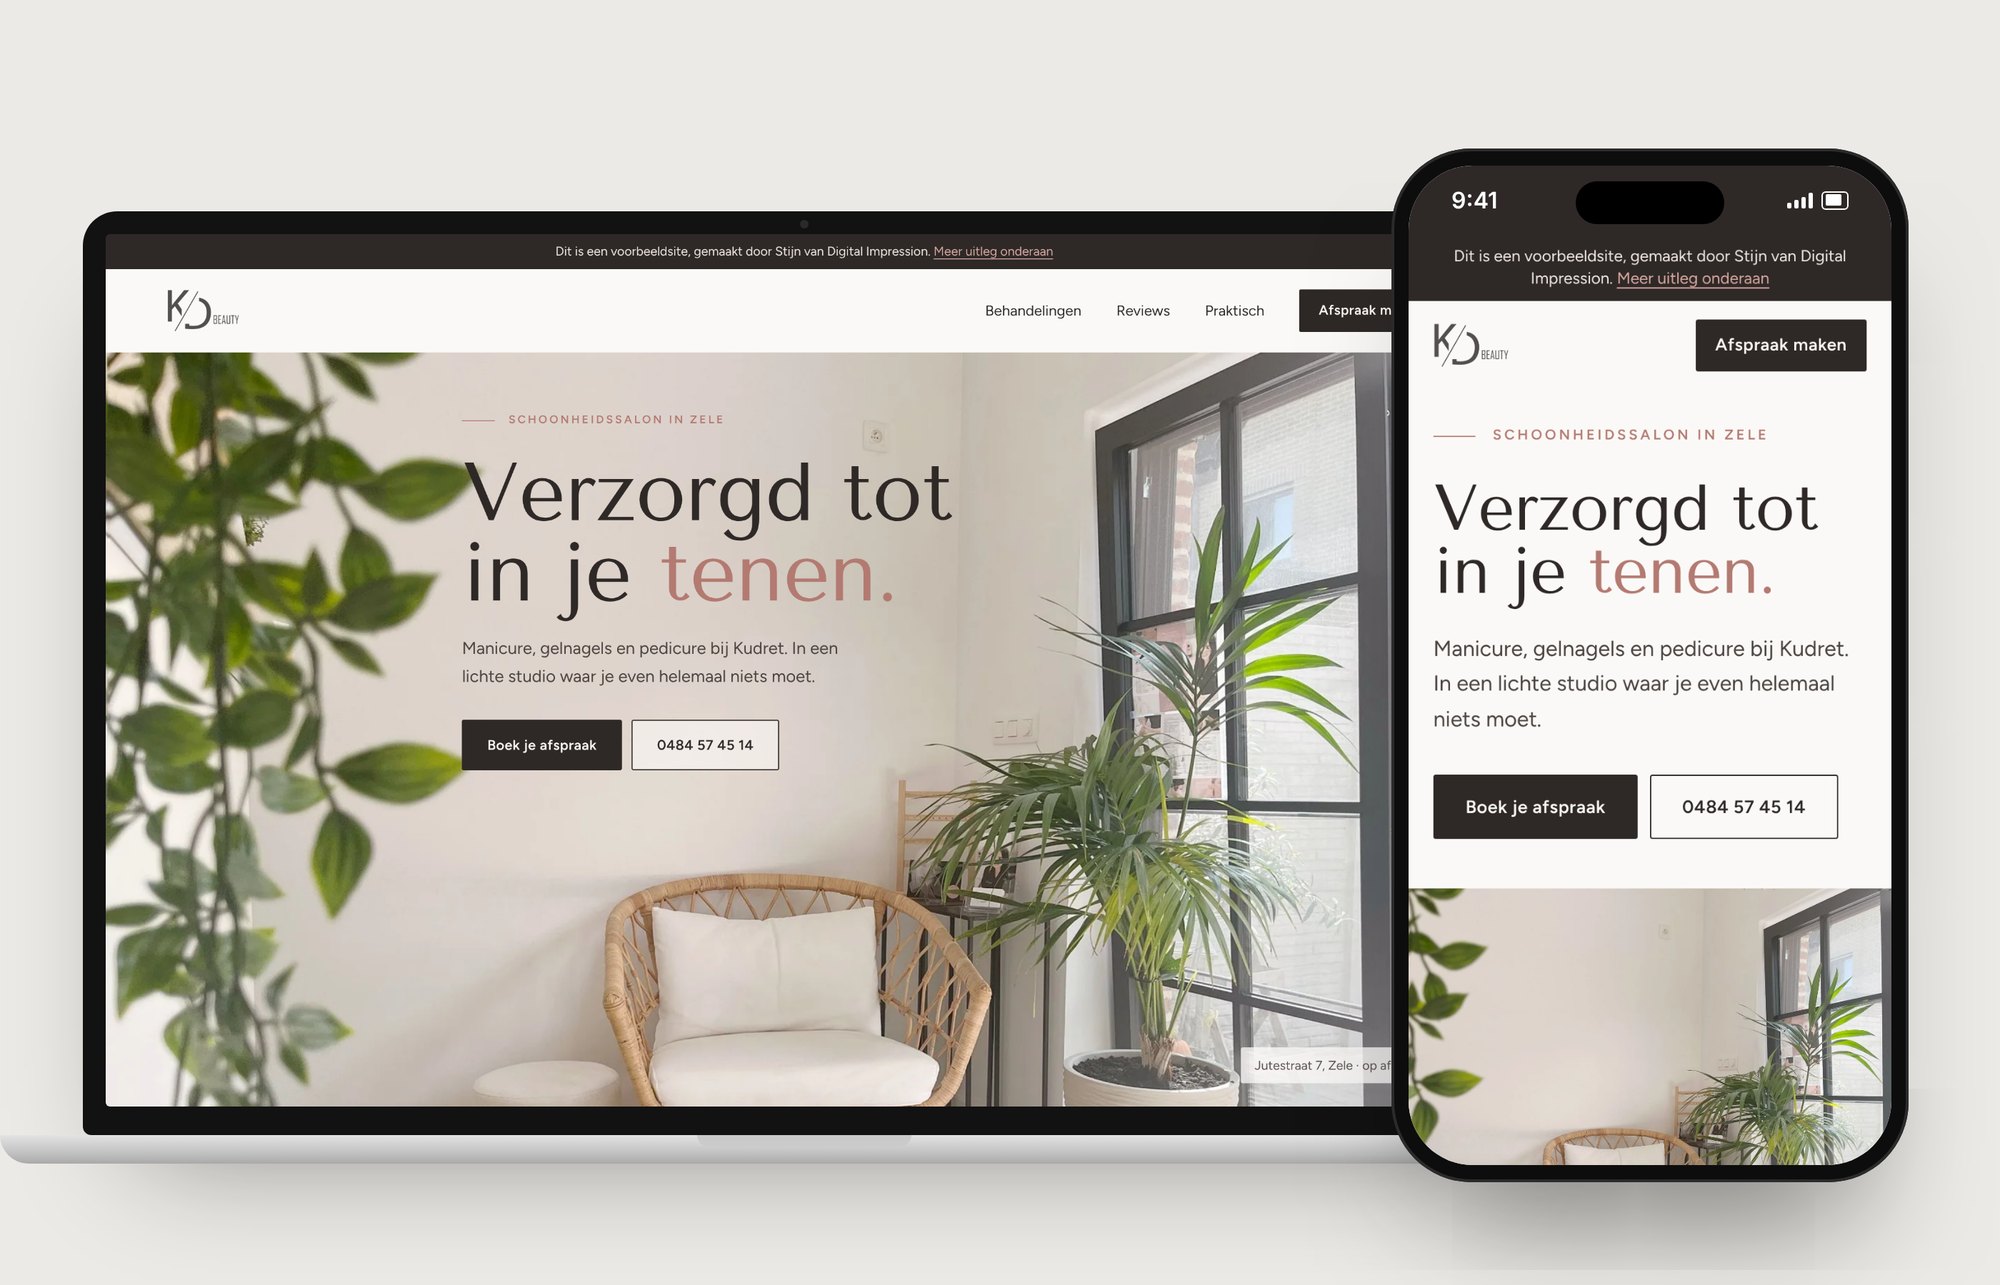 Dit is een voorbeeldsite, gemaakt door Stijn van Digital Impression. Meer uitleg onderaan
KD BEAUTY
Behandelingen
Reviews
Praktisch
Afspraak m
SCHOONHEIDSSALON IN ZELE
Verzorgd tot
in je tenen.
Manicure, gelnagels en pedicure bij Kudret. In een
lichte studio waar je even helemaal niets moet.
Boek je afspraak
0484 57 45 14
Jutestraat 7, Zele · op af
9:41
Dit is een voorbeeldsite, gemaakt door Stijn van Digital
Impression. Meer uitleg onderaan
KD BEAUTY
Afspraak maken
SCHOONHEIDSSALON IN ZELE
Verzorgd tot
in je tenen.
Manicure, gelnagels en pedicure bij Kudret.
In een lichte studio waar je even helemaal
niets moet.
Boek je afspraak
0484 57 45 14